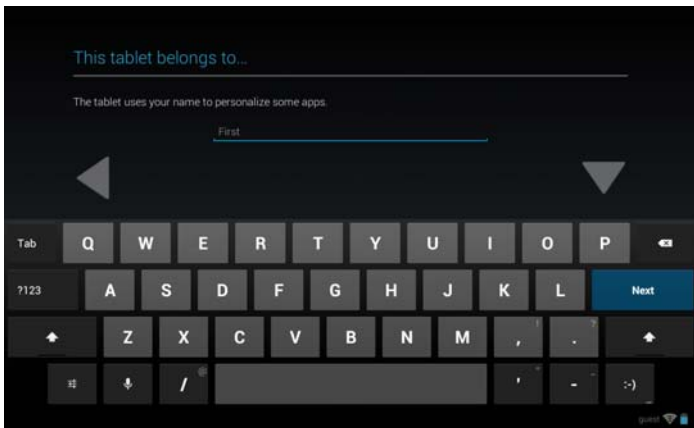 This tablet belongs to...
The tablet uses your name to personalize some apps.
First
Tab Q W E R T Y U I O P
?123 A S D F G H J K L Next
! ?
Z X C V B N M , .
@ " _
/ ' - :-)
guest